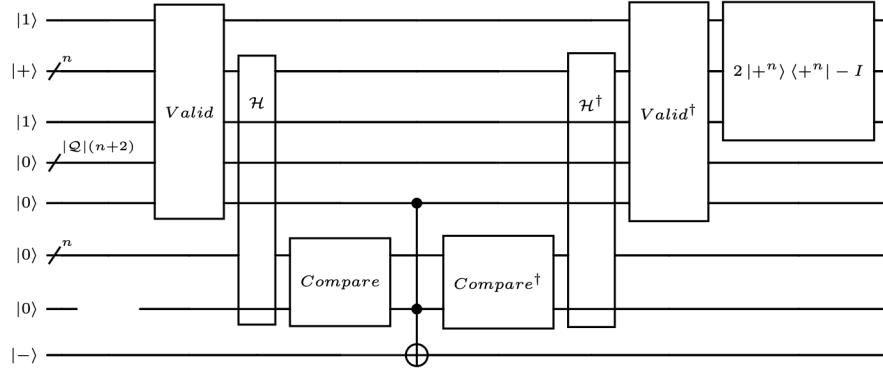 |1⟩
|+⟩ n
|1⟩
|0⟩ |𝒬|(n+2)
|0⟩
|0⟩ n
|0⟩
|−⟩
Valid
ℋ
Compare
Compare†
ℋ†
Valid†
2 |+ⁿ⟩ ⟨+ⁿ| − I